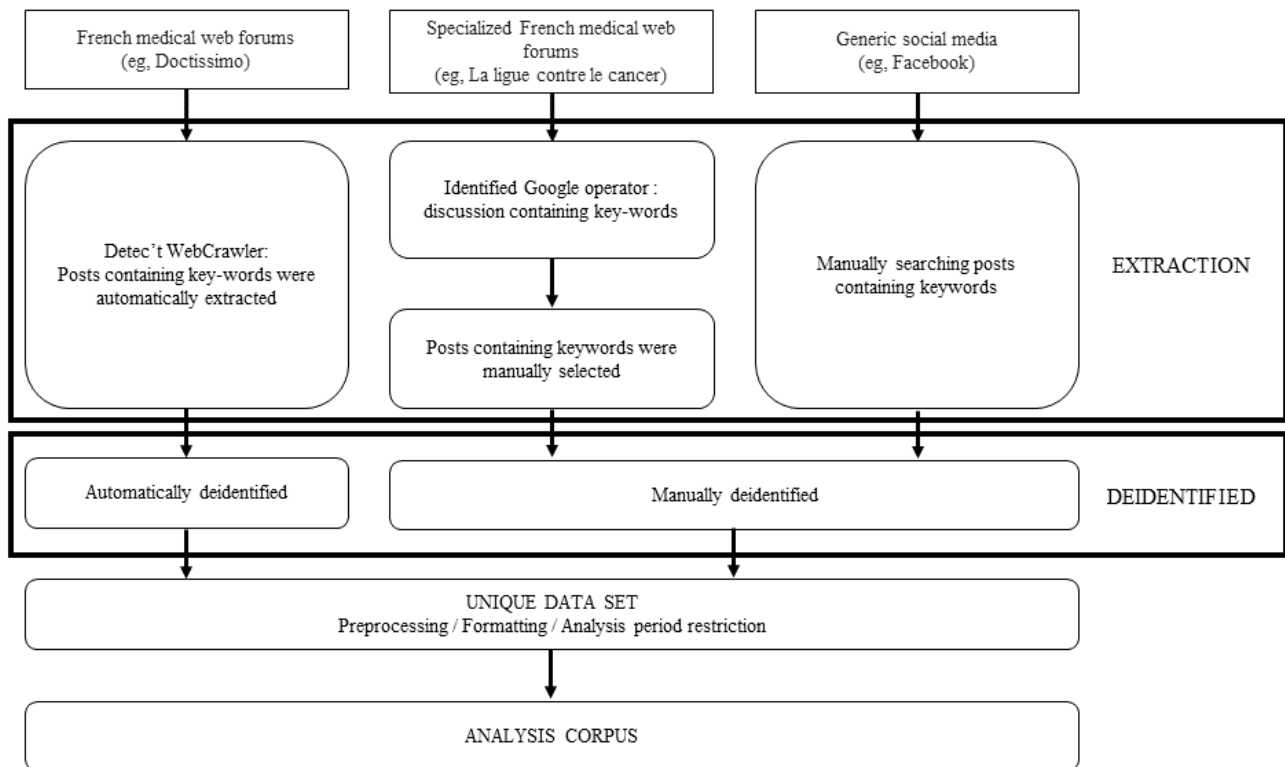 French medical web forums
(eg, Doctissimo)
Specialized French medical web
forums
(eg, La ligue contre le cancer)
Generic social media
(eg, Facebook)
Detec’t WebCrawler:
Posts containing key-words were
automatically extracted
Identified Google operator :
discussion containing key-words
Posts containing keywords were
manually selected
Manually searching posts
containing keywords
EXTRACTION
Automatically deidentified
Manually deidentified
DEIDENTIFIED
UNIQUE DATA SET
Preprocessing / Formatting / Analysis period restriction
ANALYSIS CORPUS